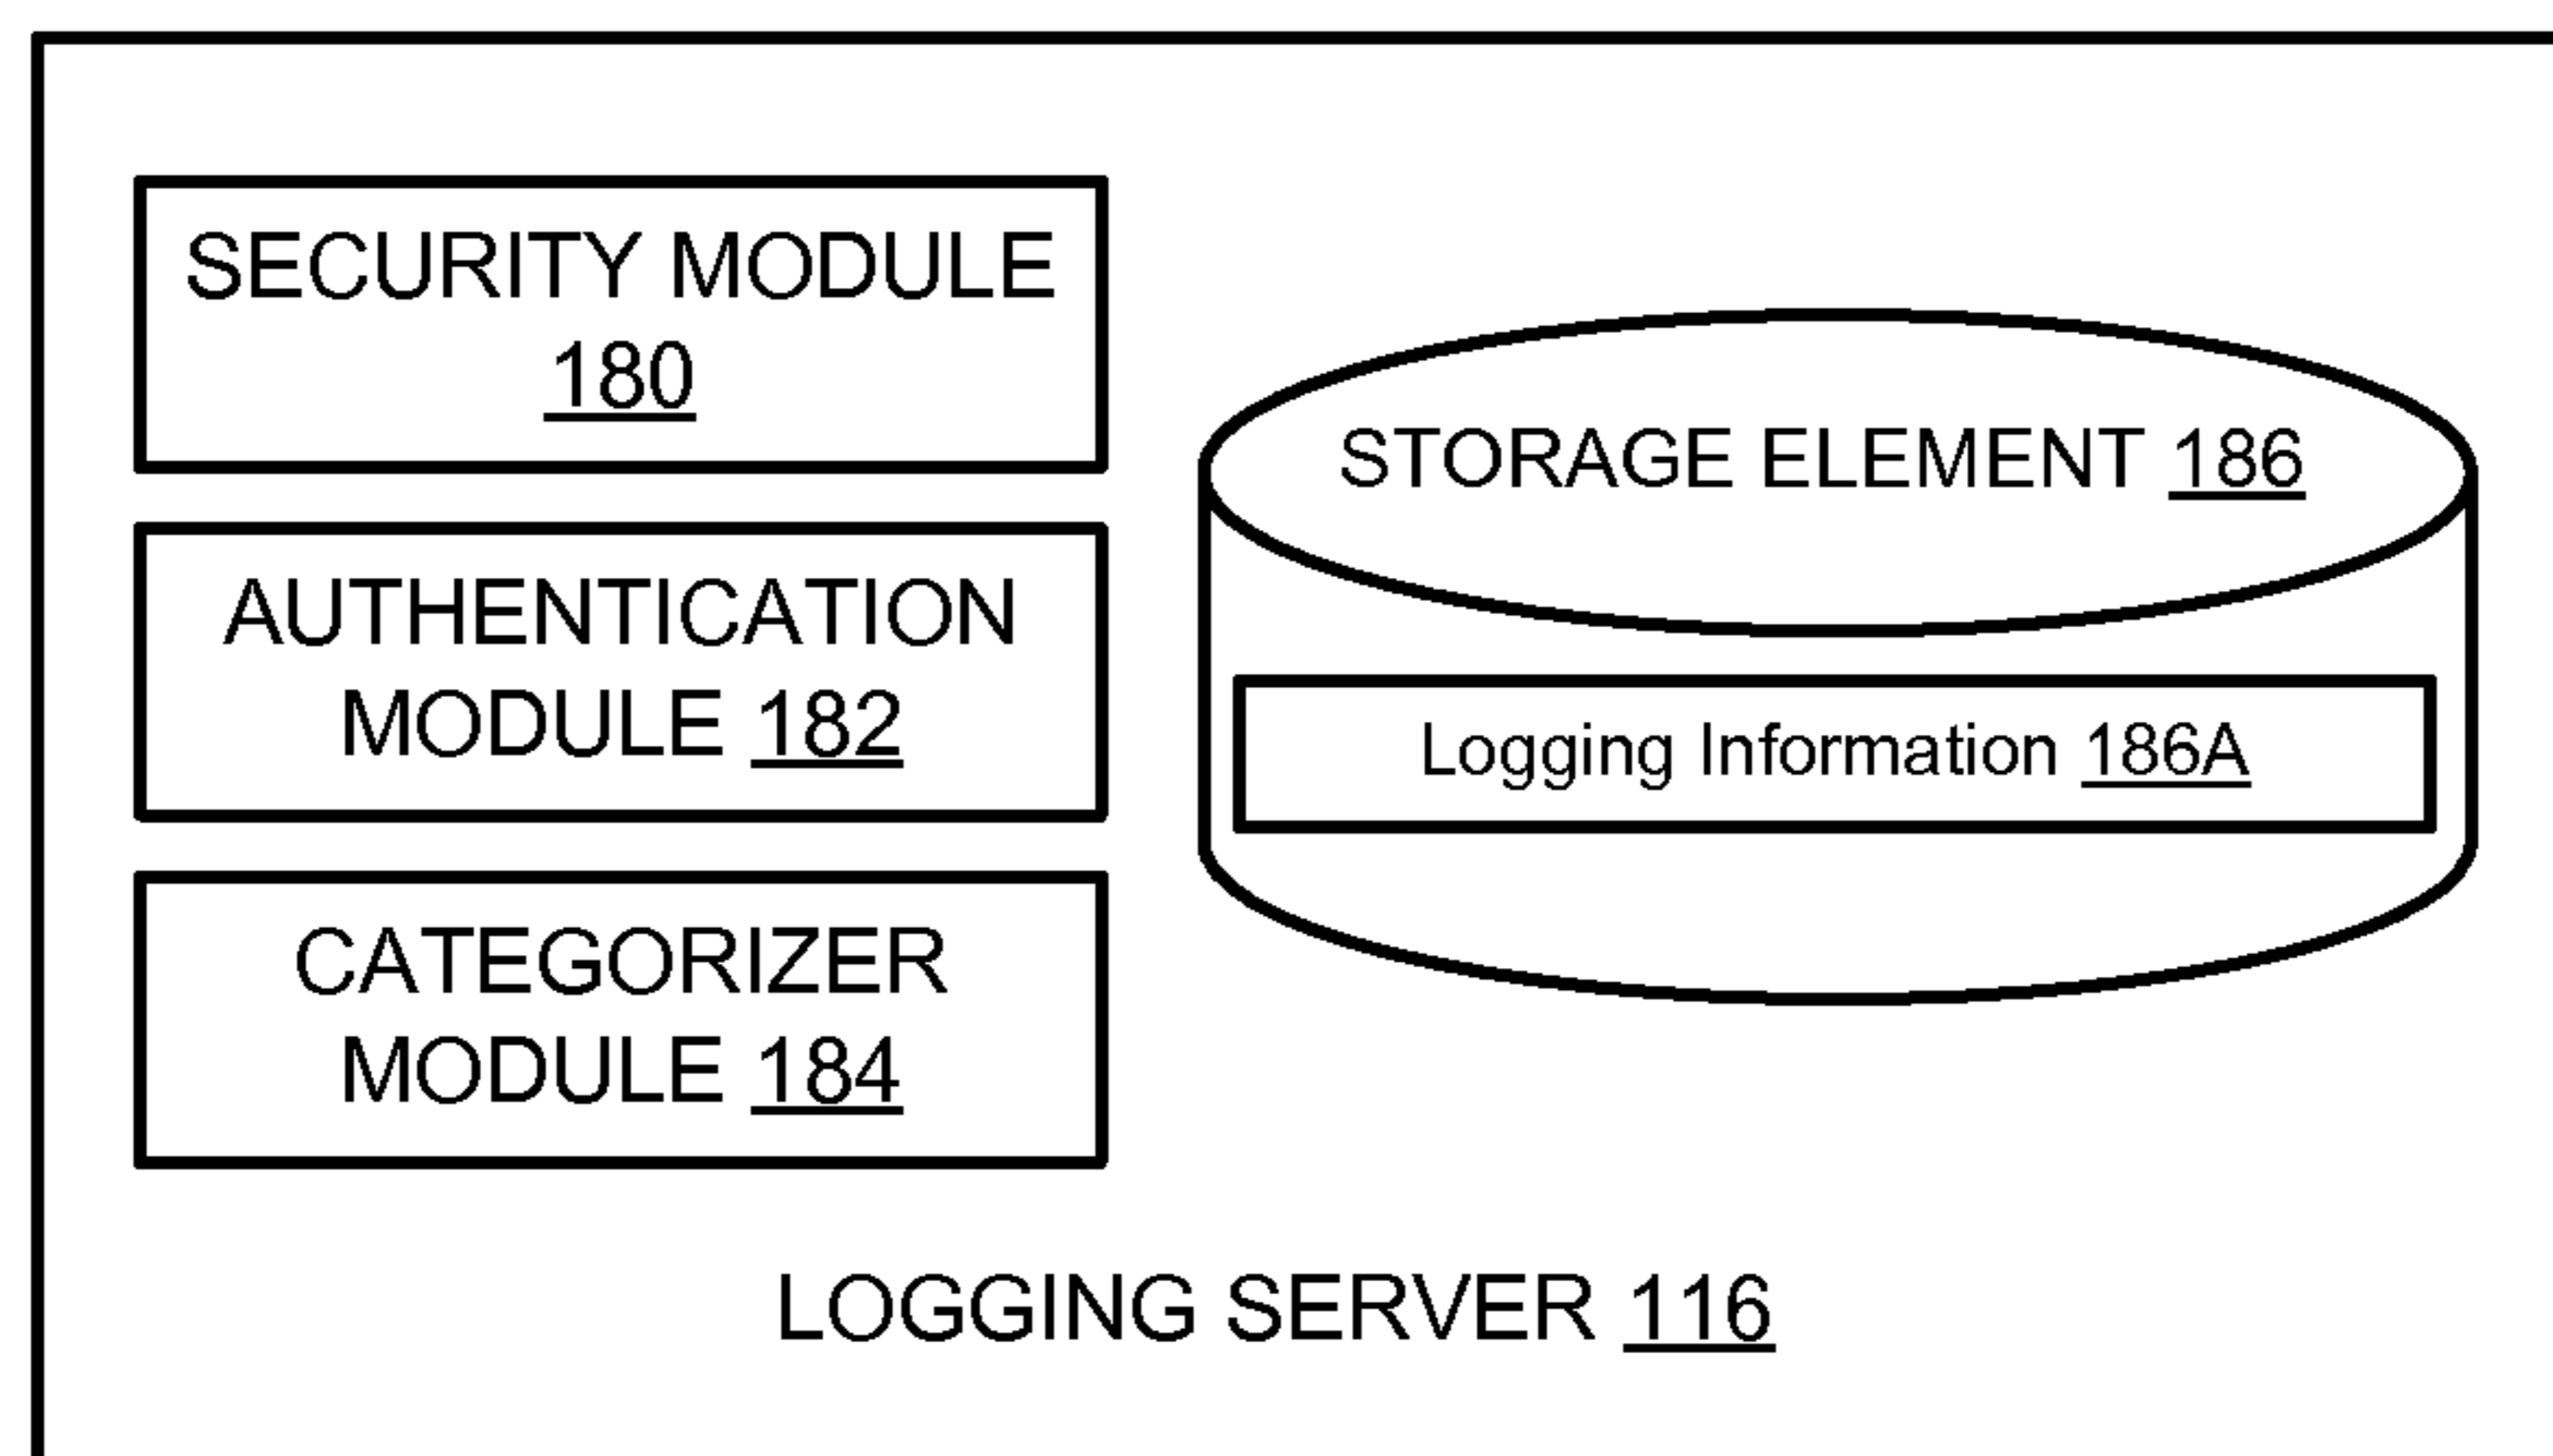 SECURITY MODULE
180
AUTHENTICATION
MODULE 182
CATEGORIZER
MODULE 184
STORAGE ELEMENT 186
Logging Information 186A
LOGGING SERVER 116